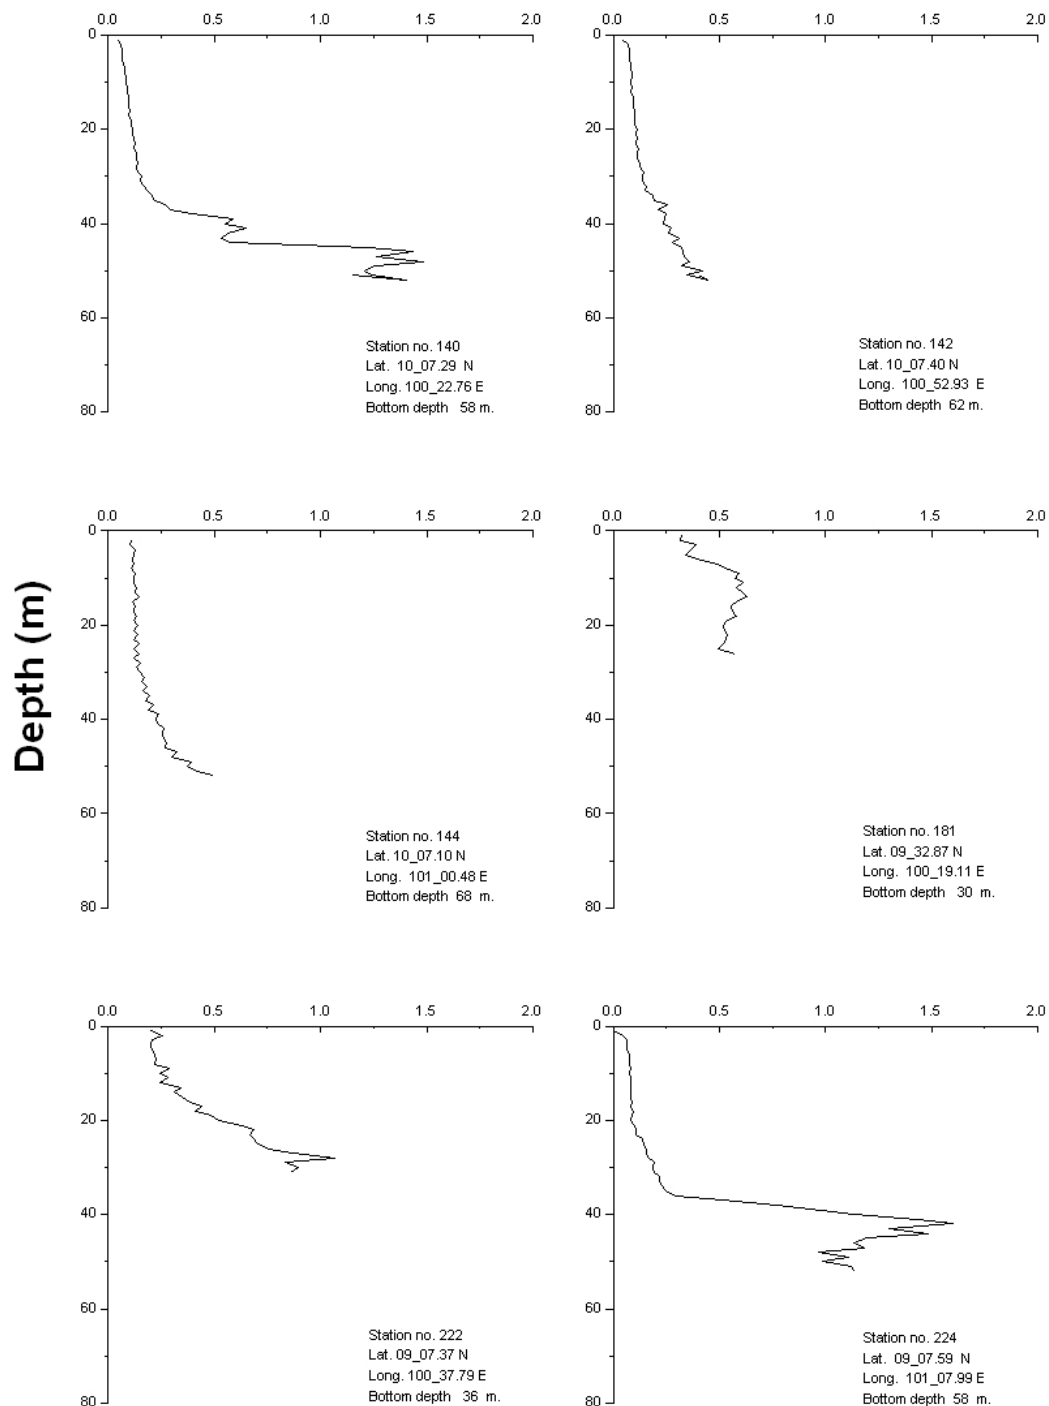 0.0 0.5 1.0 1.5 2.0
0
20
40
60
80
Station no. 140
Lat. 10_07.29 N
Long. 100_22.76 E
Bottom depth 58 m.
0.0 0.5 1.0 1.5 2.0
0
20
40
60
80
Station no. 142
Lat. 10_07.40 N
Long. 100_52.93 E
Bottom depth 62 m.
Depth (m)
0.0 0.5 1.0 1.5 2.0
0
20
40
60
80
Station no. 144
Lat. 10_07.10 N
Long. 101_00.48 E
Bottom depth 68 m.
0.0 0.5 1.0 1.5 2.0
0
20
40
60
80
Station no. 181
Lat. 09_32.87 N
Long. 100_19.11 E
Bottom depth 30 m.
0.0 0.5 1.0 1.5 2.0
0
20
40
60
80
Station no. 222
Lat. 09_07.37 N
Long. 100_37.79 E
Bottom depth 36 m.
0.0 0.5 1.0 1.5 2.0
0
20
40
60
80
Station no. 224
Lat. 09_07.59 N
Long. 101_07.99 E
Bottom depth 58 m.